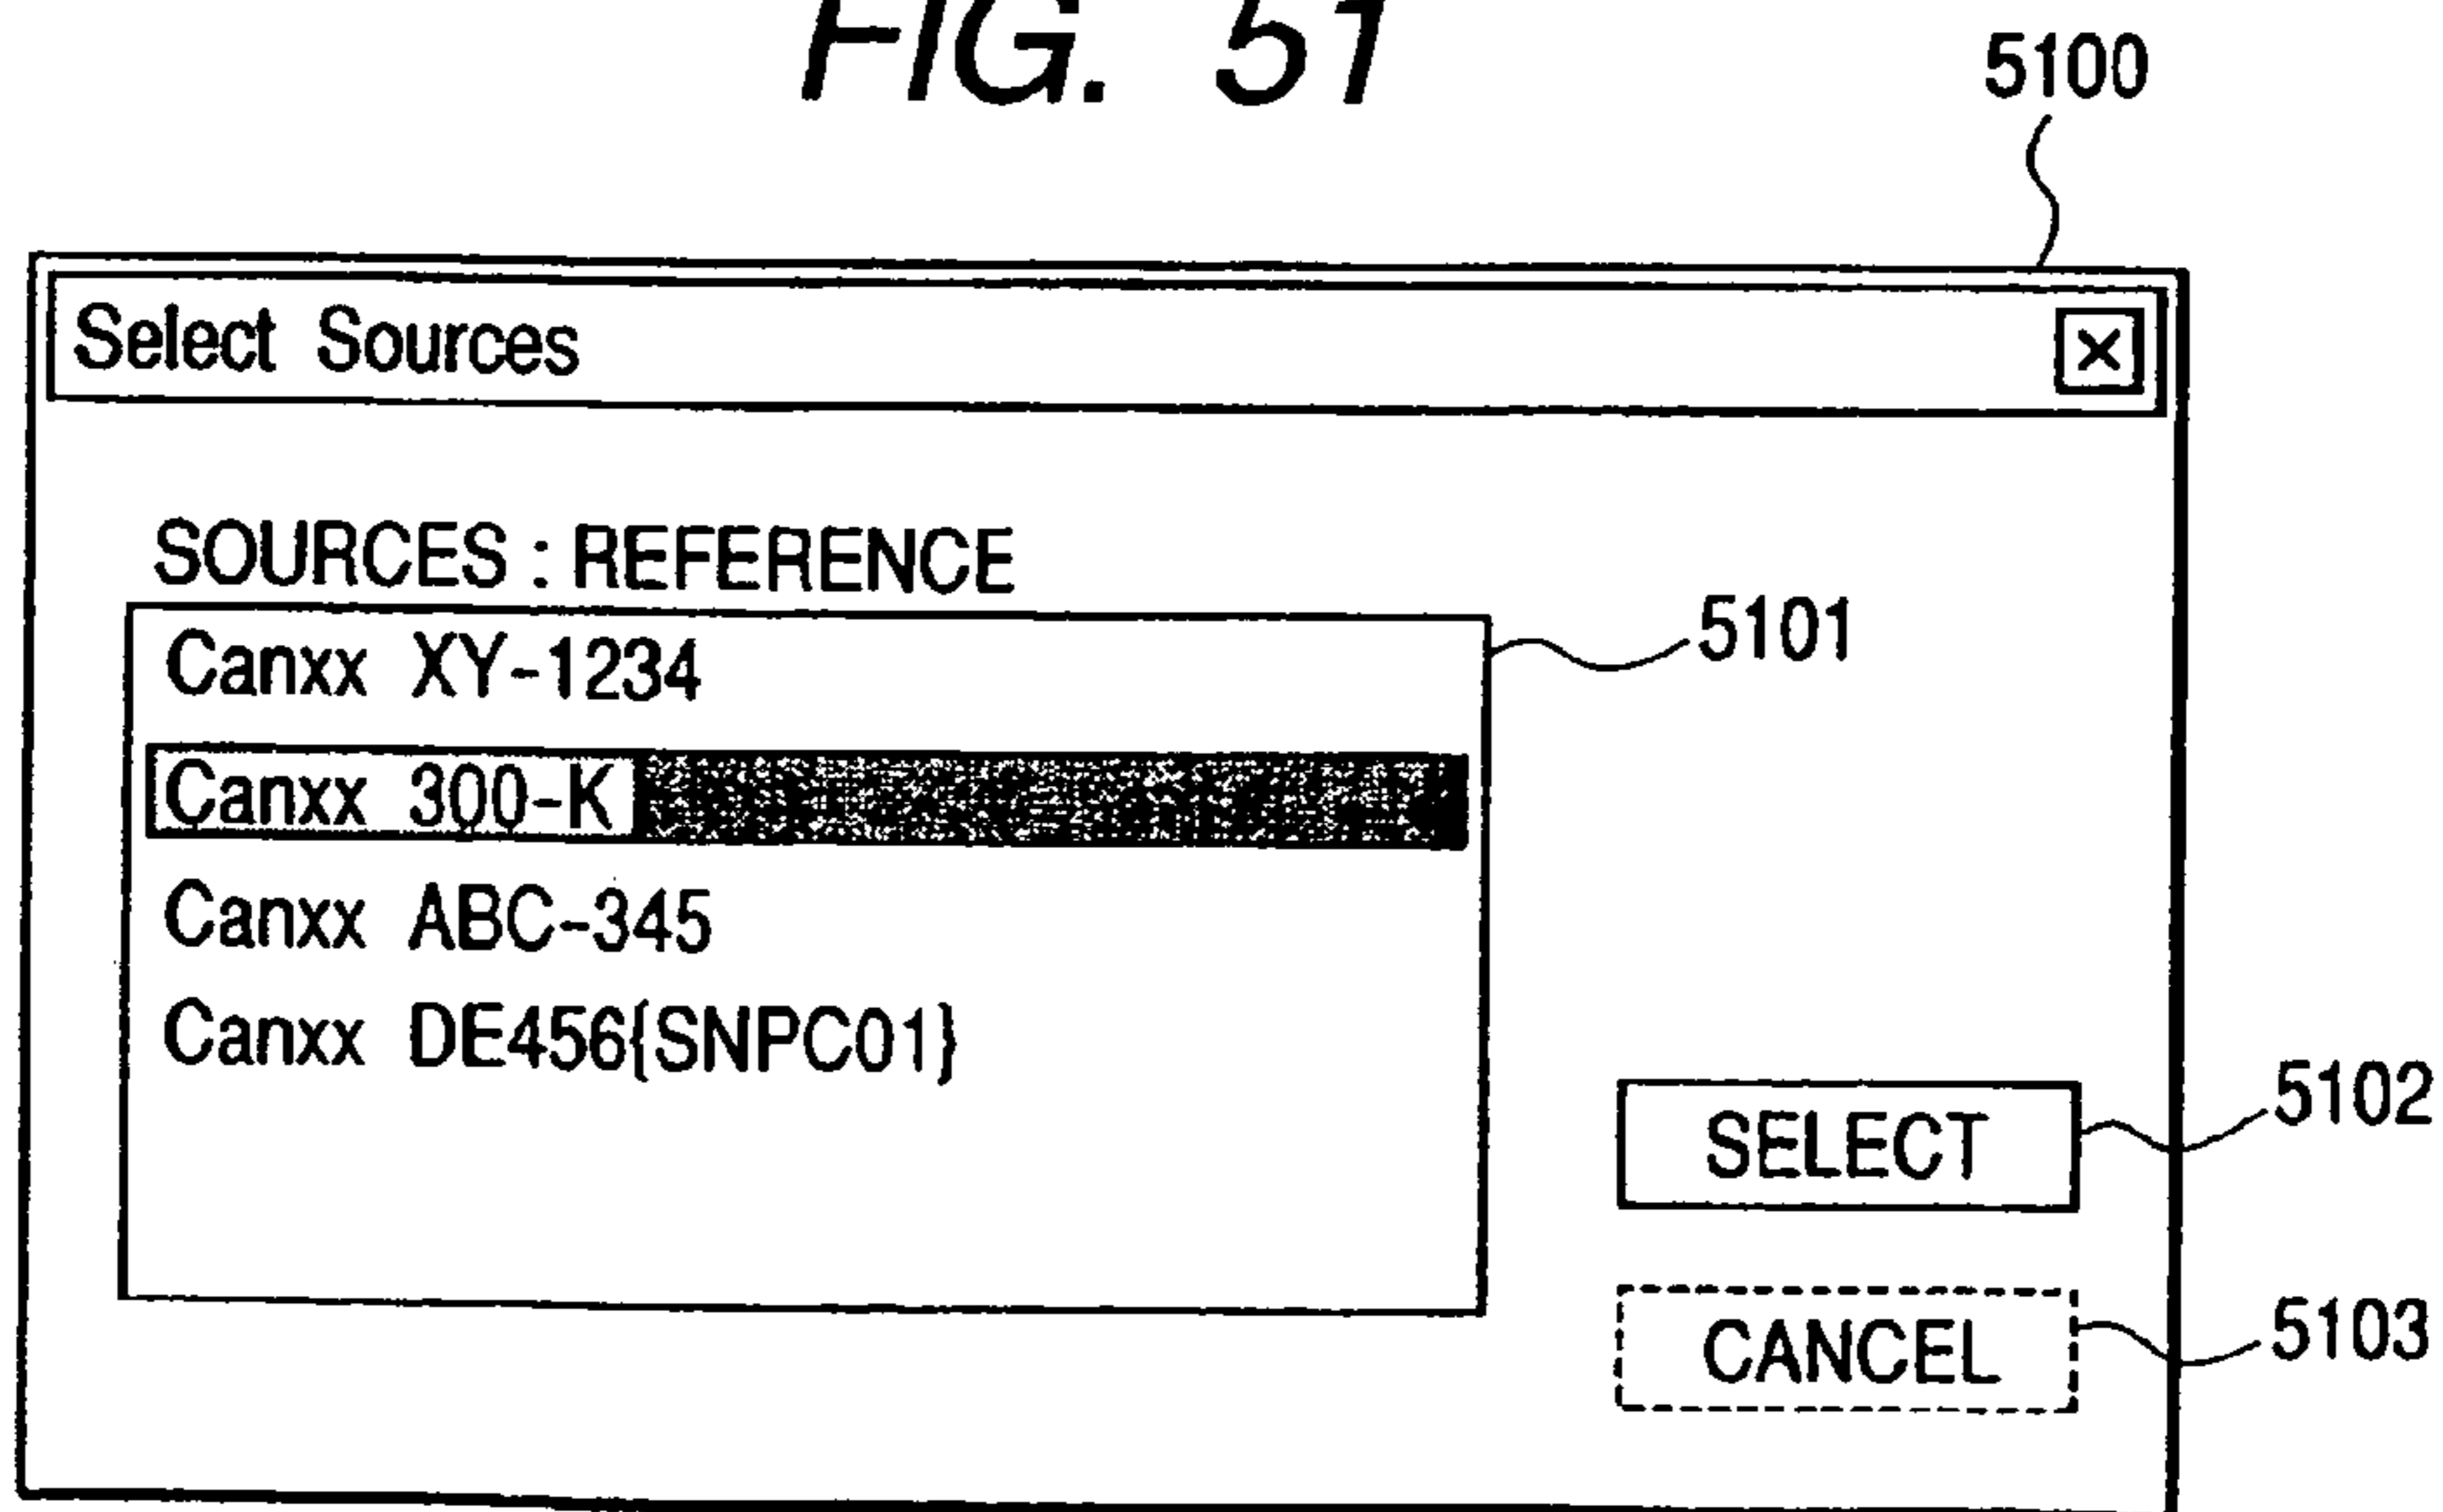 FIG. 51
5100
Select Sources
SOURCES : REFERENCE
5101
Canxx XY-1234
Canxx 300-K
Canxx ABC-345
Canxx DE456{SNPC01}
5102
SELECT
5103
CANCEL